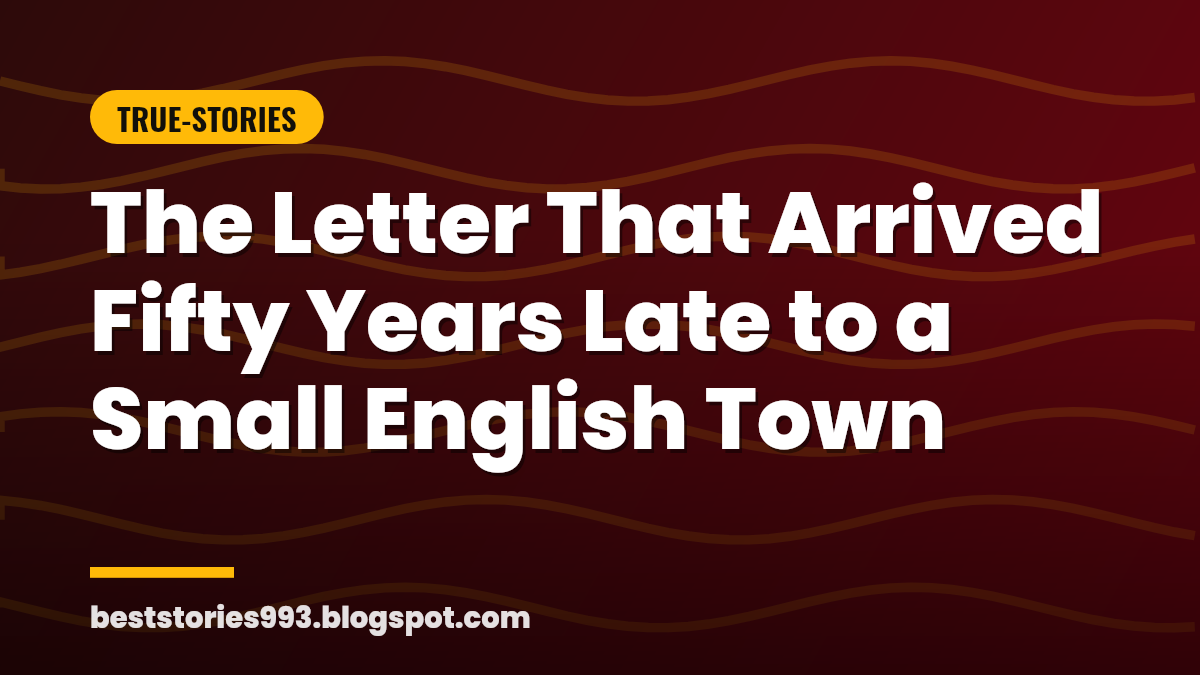 TRUE-STORIES
The Letter That Arrived
Fifty Years Late to a
Small English Town
beststories993.blogspot.com